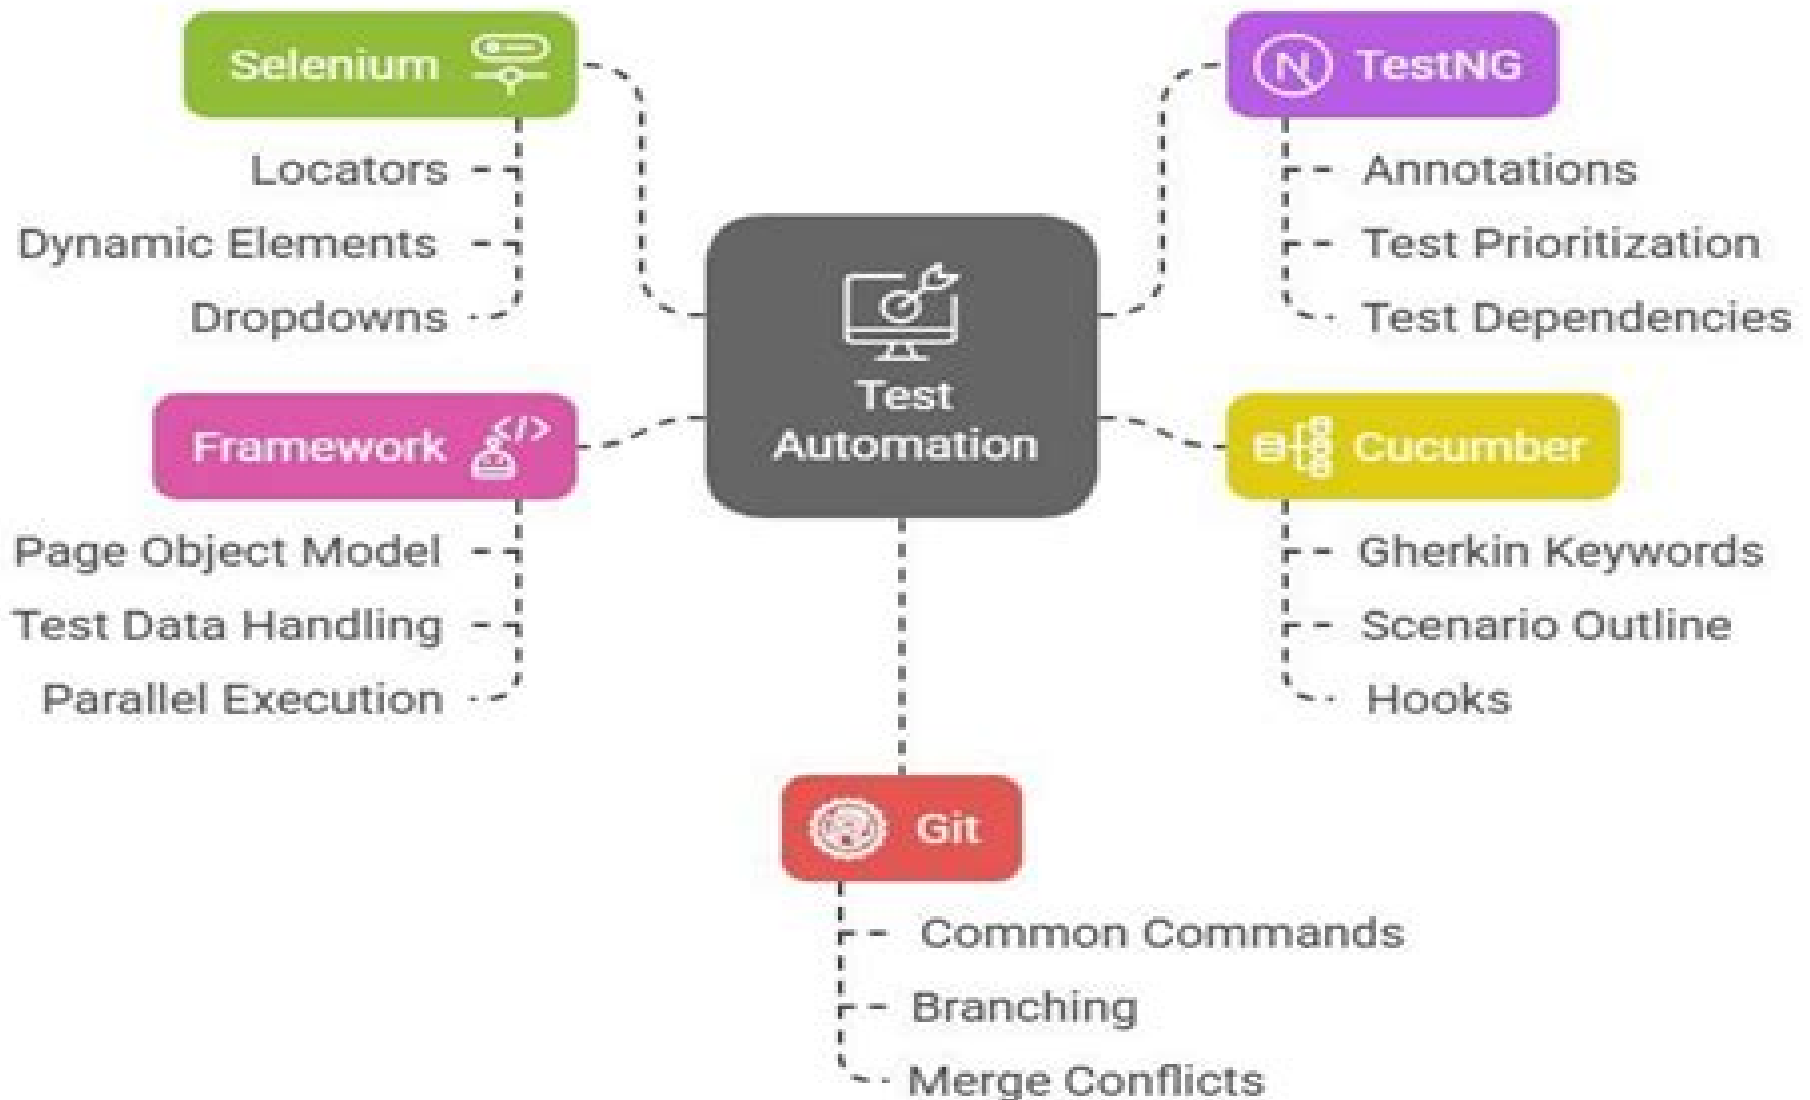 Selenium
Locators
Dynamic Elements
Dropdowns
Framework
Page Object Model
Test Data Handling
Parallel Execution
Test
Automation
TestNG
Annotations
Test Prioritization
Test Dependencies
Cucumber
Gherkin Keywords
Scenario Outline
Hooks
Git
Common Commands
Branching
Merge Conflicts